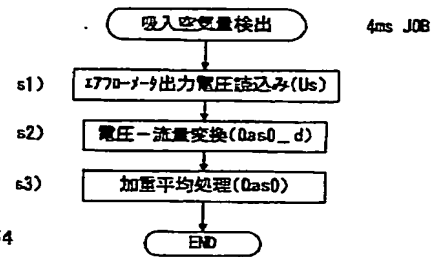 吸入空気量検出
4ms JOB
s1)
ｴｱﾌﾛｰﾒｰﾀ出力電圧読込み(Us)
s2)
電圧－流量変換(Qas0_d)
s3)
加重平均処理(Qas0)
END